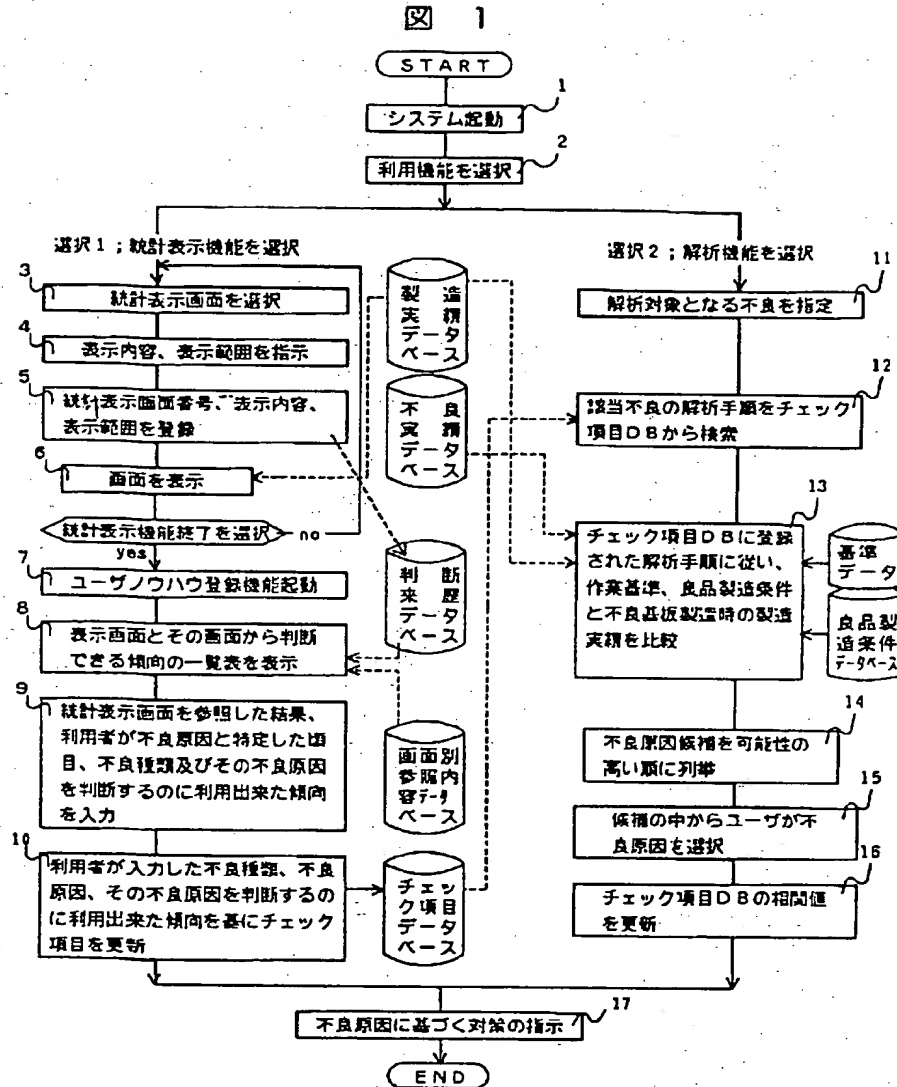 図 1
START
1
システム起動
2
利用機能を選択
選択1;統計表示機能を選択
3
統計表示画面を選択
4
表示内容、表示範囲を指示
5
統計表示画面番号、表示内容、
表示範囲を登録
6
画面を表示
統計表示機能終了を選択
no
yes
7
ユーザノウハウ登録機能起動
8
表示画面とその画面から判断
できる傾向の一覧表を表示
9
統計表示画面を参照した結果、
利用者が不良原因と特定した項
目、不良種類及びその不良原因
を判断するのに利用出来た傾向
を入力
10
利用者が入力した不良種類、不良
原因、その不良原因を判断するの
に利用出来た傾向を基にチェック
項目を更新
製造
実績
データ
ベース
不良
実績
データ
ベース
判断
来歴
データ
ベース
画面別
参照内
容データ
ベース
チェッ
ク項目
データ
ベース
選択2;解析機能を選択
11
解析対象となる不良を指定
12
該当不良の解析手順をチェック
項目DBから検索
13
チェック項目DBに登録
された解析手順に従い、
作業基準、良品製造条件
と不良基板製造時の製造
実績を比較
基準
データ
良品製
造条件
データベース
14
不良原因候補を可能性の
高い順に列挙
15
候補の中からユーザが不
良原因を選択
16
チェック項目DBの相関値
を更新
17
不良原因に基づく対策の指示
END